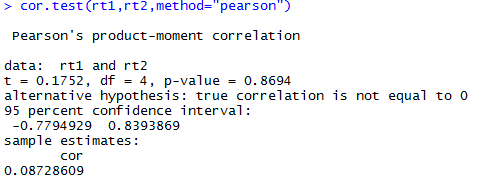 > cor.test(rt1,rt2,method="pearson")
Pearson's product-moment correlation
data:  rt1 and rt2
t = 0.1752, df = 4, p-value = 0.8694
alternative hypothesis: true correlation is not equal to 0
95 percent confidence interval:
 -0.7794929  0.8393869
sample estimates:
cor
0.08728609